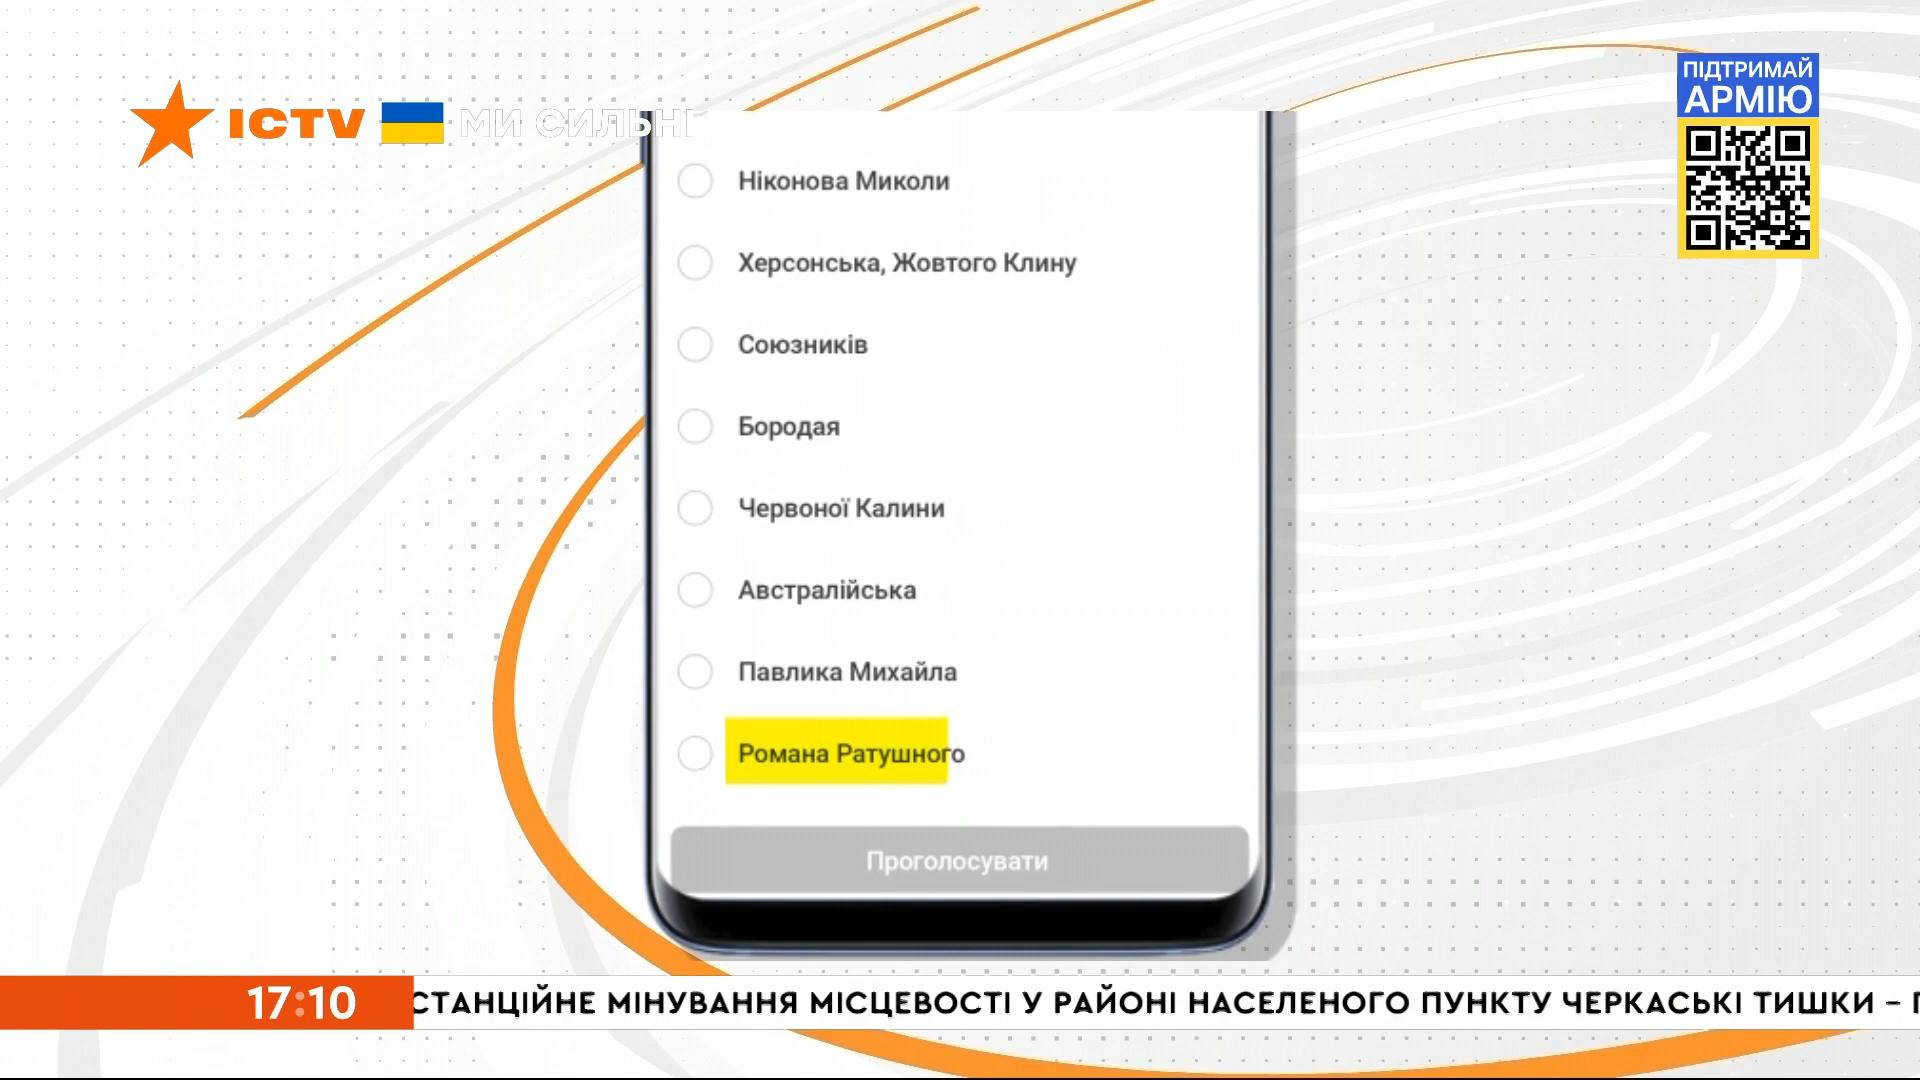 ICTV МИ СИЛЬНІ
ПІДТРИМАЙ
АРМІЮ
Ніконова Миколи
Херсонська, Жовтого Клину
Союзників
Бородая
Червоної Калини
Австралійська
Павлика Михайла
Романа Ратушного
Проголосувати
17:10
СТАНЦІЙНЕ МІНУВАННЯ МІСЦЕВОСТІ У РАЙОНІ НАСЕЛЕНОГО ПУНКТУ ЧЕРКАСЬКІ ТИШКИ –